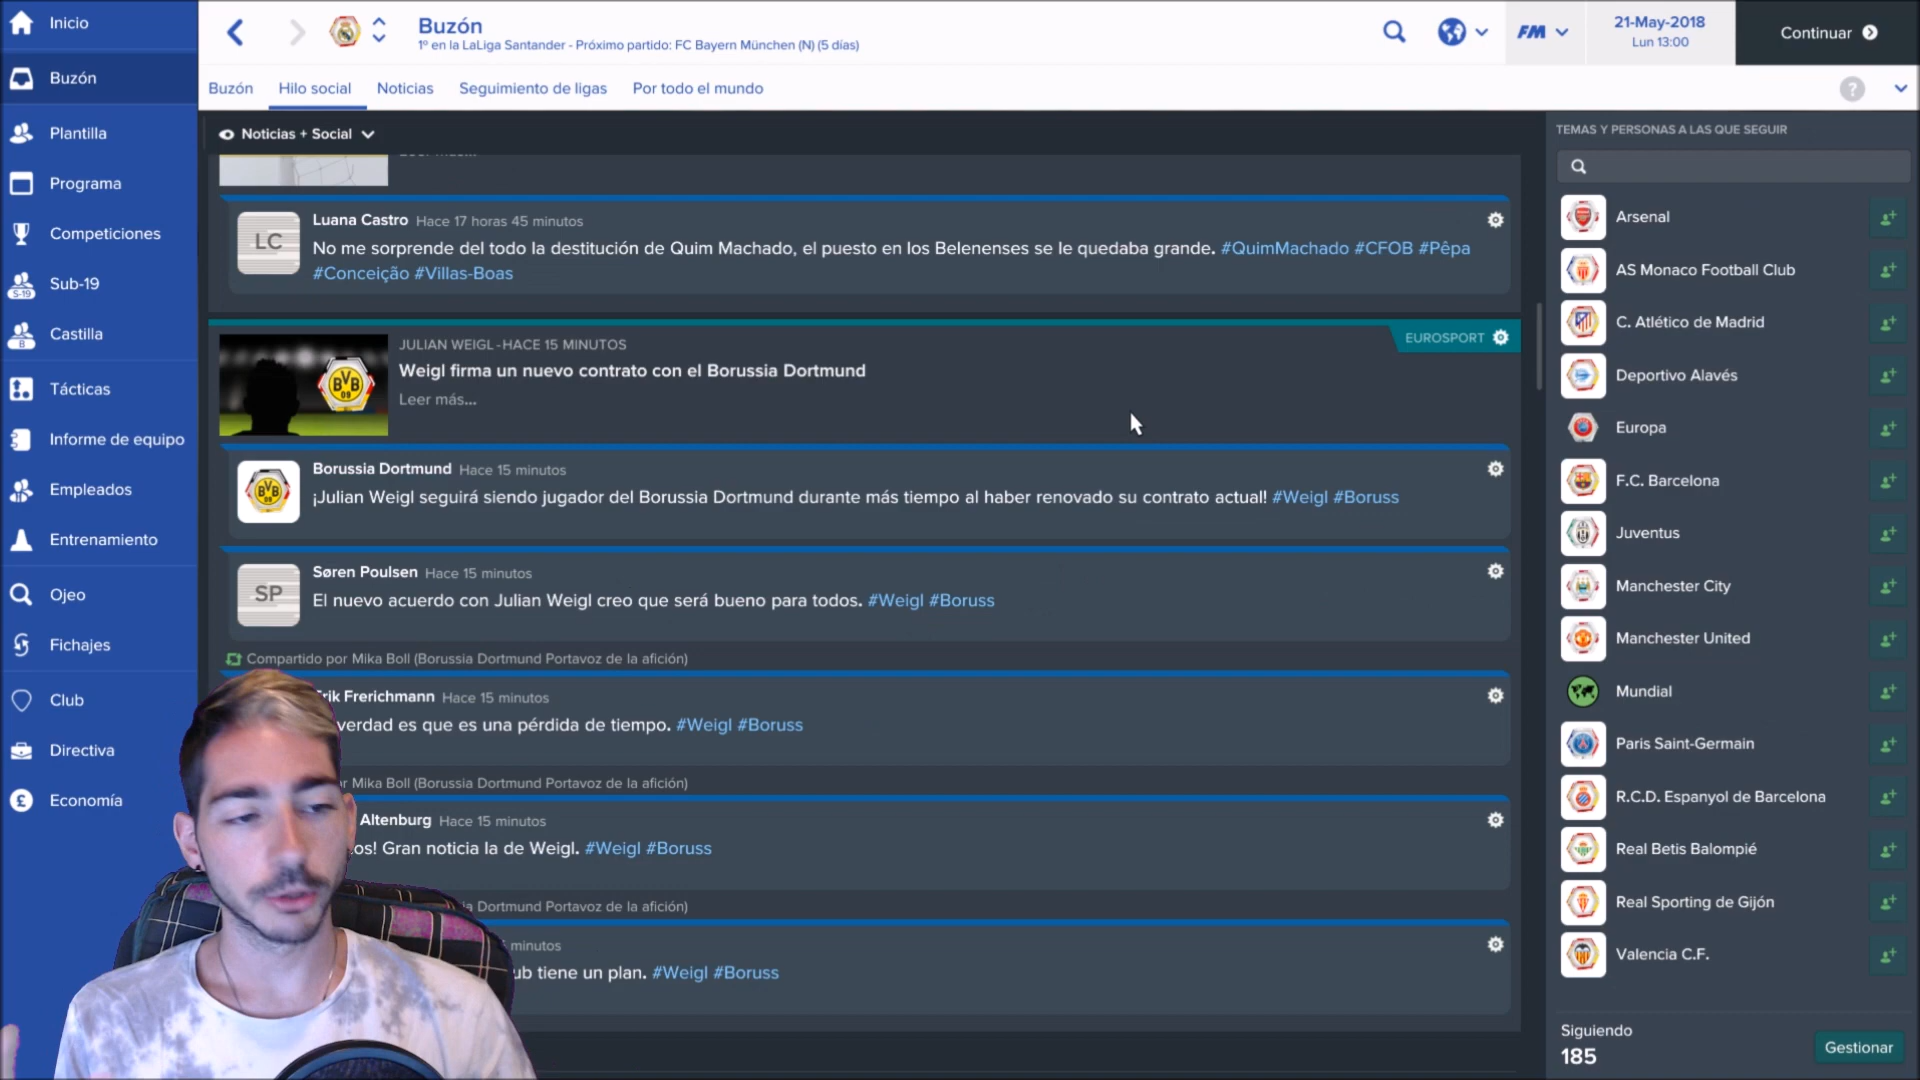 Inicio
Buzón
Plantilla
Programa
Competiciones
Sub-19
Castilla
Tácticas
Informe de equipo
Empleados
Entrenamiento
Ojeo
Fichajes
Club
Directiva
Economía
Buzón
1º en la LaLiga Santander - Próximo partido: FC Bayern München (N) (5 días)
FM
21-May-2018
Lun 13:00
Continuar
Buzón Hilo social Noticias Seguimiento de ligas Por todo el mundo
?
Noticias + Social
LC
Luana Castro Hace 17 horas 45 minutos
No me sorprende del todo la destitución de Quim Machado, el puesto en los Belenenses se le quedaba grande. #QuimMachado #CFOB #Pêpa
#Conceição #Villas-Boas
EUROSPORT
JULIAN WEIGL - HACE 15 MINUTOS
Weigl firma un nuevo contrato con el Borussia Dortmund
Leer más...
BVB
09
Borussia Dortmund Hace 15 minutos
¡Julian Weigl seguirá siendo jugador del Borussia Dortmund durante más tiempo al haber renovado su contrato actual! #Weigl #Boruss
SP
Søren Poulsen Hace 15 minutos
El nuevo acuerdo con Julian Weigl creo que será bueno para todos. #Weigl #Boruss
Compartido por Mika Boll (Borussia Dortmund Portavoz de la afición)
Frerichmann Hace 15 minutos
verdad es que es una pérdida de tiempo. #Weigl #Boruss
Mika Boll (Borussia Dortmund Portavoz de la afición)
Altenburg Hace 15 minutos
Gran noticia la de Weigl. #Weigl #Boruss
Dortmund Portavoz de la afición)
minutos
tiene un plan. #Weigl #Boruss
TEMAS Y PERSONAS A LAS QUE SEGUIR
Arsenal
AS Monaco Football Club
C. Atlético de Madrid
Deportivo Alavés
Europa
F.C. Barcelona
Juventus
Manchester City
Manchester United
Mundial
Paris Saint-Germain
R.C.D. Espanyol de Barcelona
Real Betis Balompié
Real Sporting de Gijón
Valencia C.F.
Siguiendo
185
Gestionar